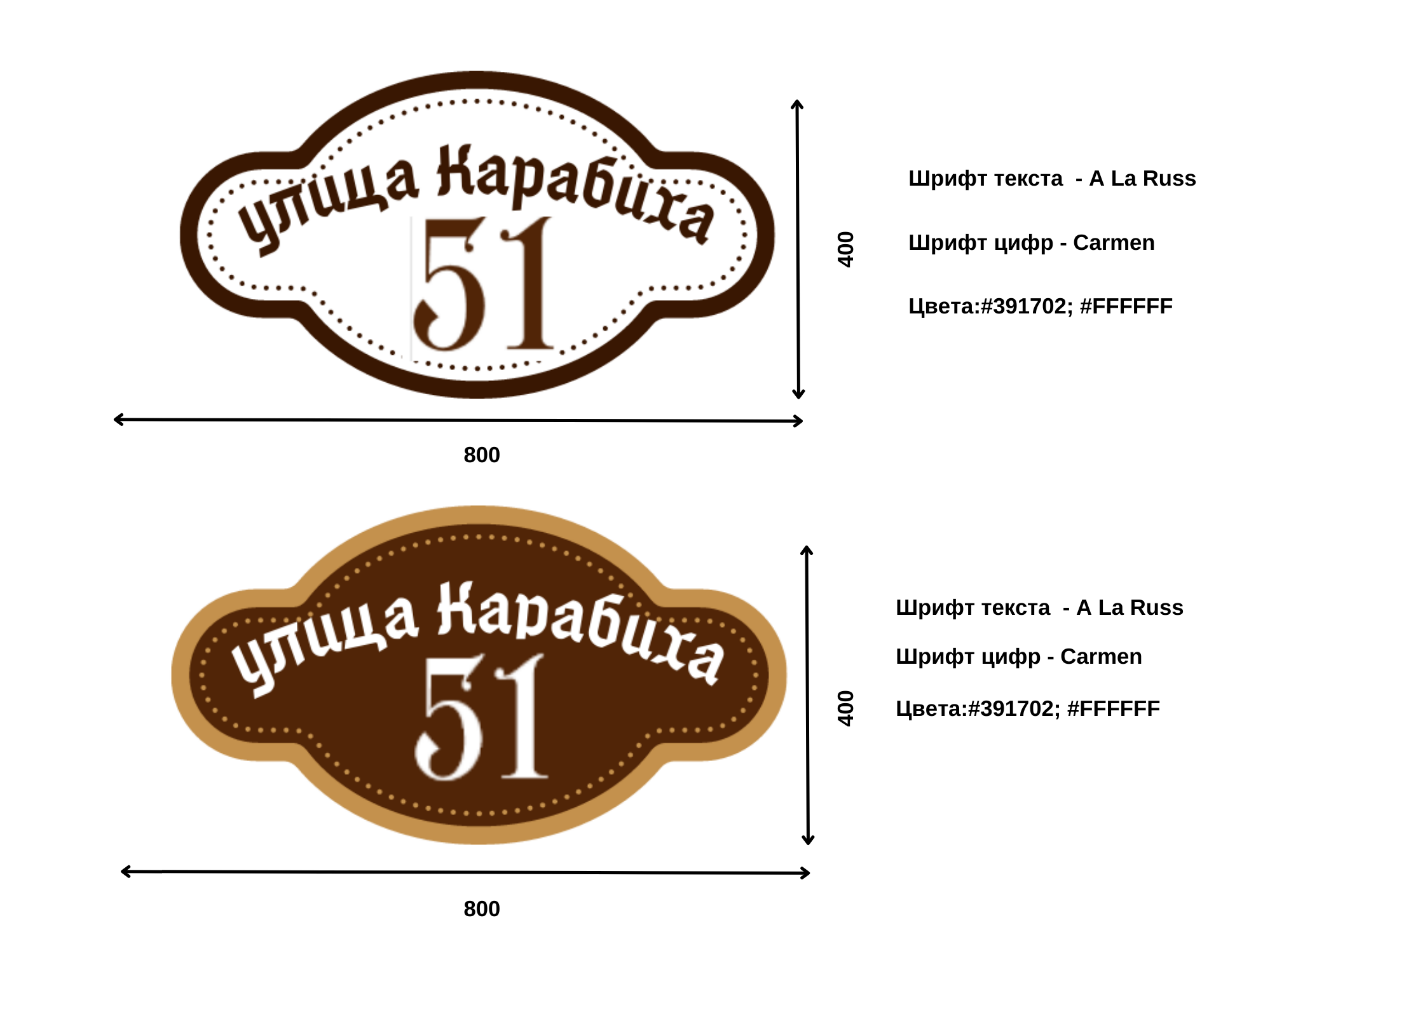 улица Карабиха
51
400
800
Шрифт текста  - A La Russ
Шрифт цифр - Carmen
Цвета:#391702; #FFFFFF
улица Карабиха
51
400
800
Шрифт текста  - A La Russ
Шрифт цифр - Carmen
Цвета:#391702; #FFFFFF